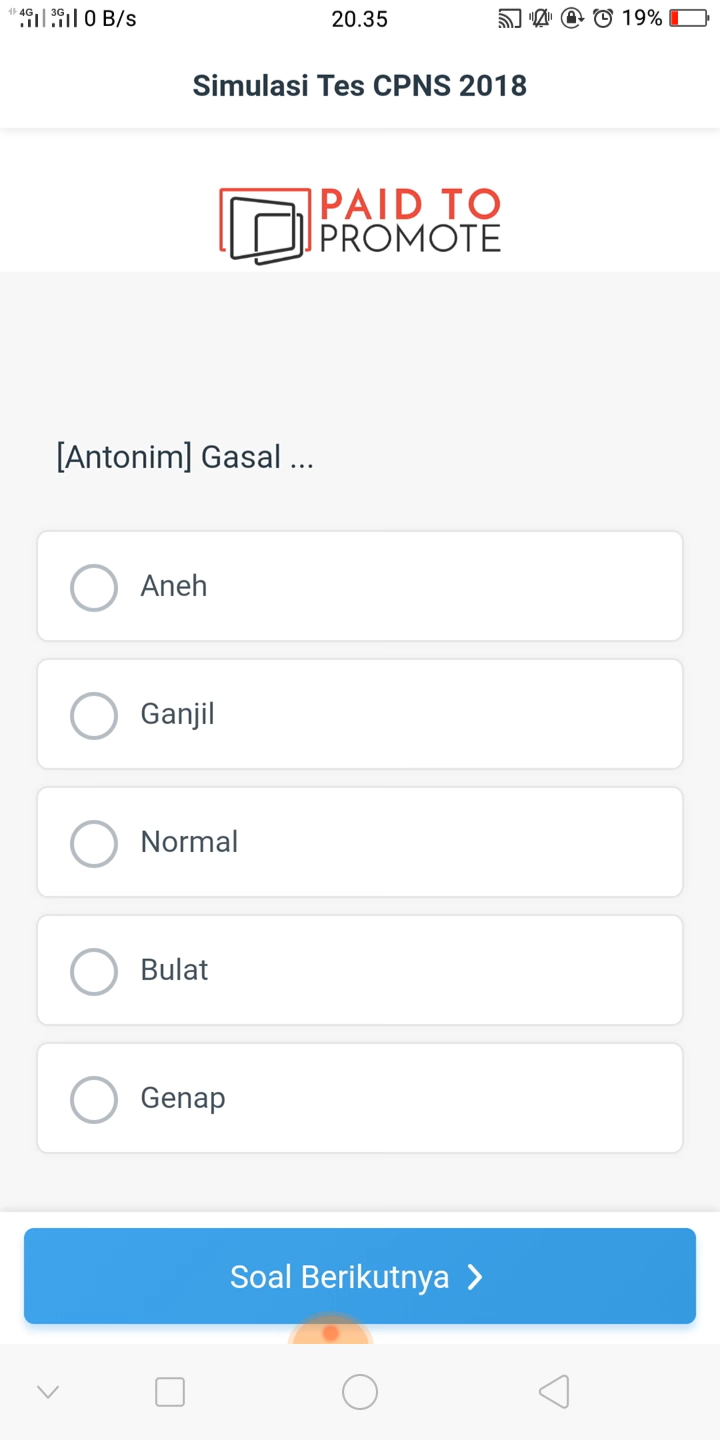 4G 3G 0 B/s 20.35 19%
Simulasi Tes CPNS 2018
PAID TO
PROMOTE
[Antonim] Gasal ...
Aneh
Ganjil
Normal
Bulat
Genap
Soal Berikutnya